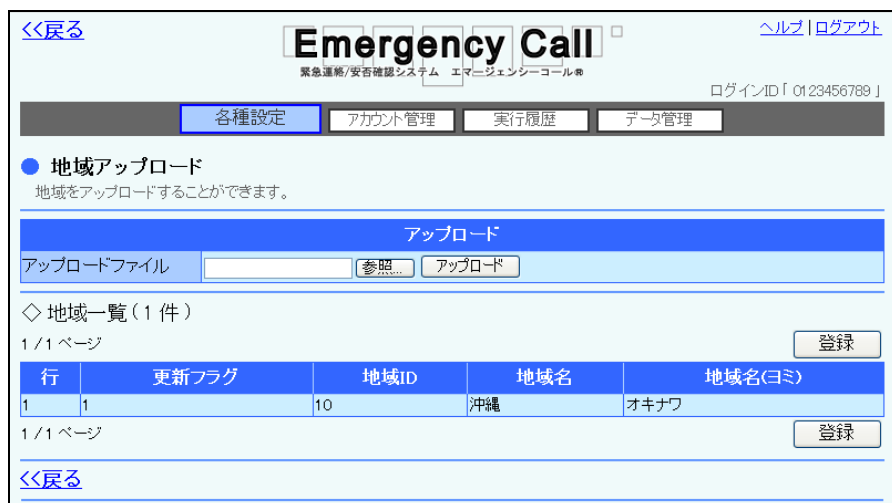 <<戻る
ヘルプ | ログアウト
Emergency Call
緊急連絡/安否確認システム エマージェンシーコール®
ログインID「 0123456789 」
各種設定 アカウント管理 実行履歴 データ管理
● 地域アップロード
地域をアップロードすることができます。
アップロード
アップロードファイル 参照... アップロード
◇ 地域一覧(1 件)
1 / 1 ページ 登録
行 更新フラグ 地域ID 地域名 地域名(ヨミ)
1 1 10 沖縄 オキナワ
1 / 1 ページ 登録
<<戻る